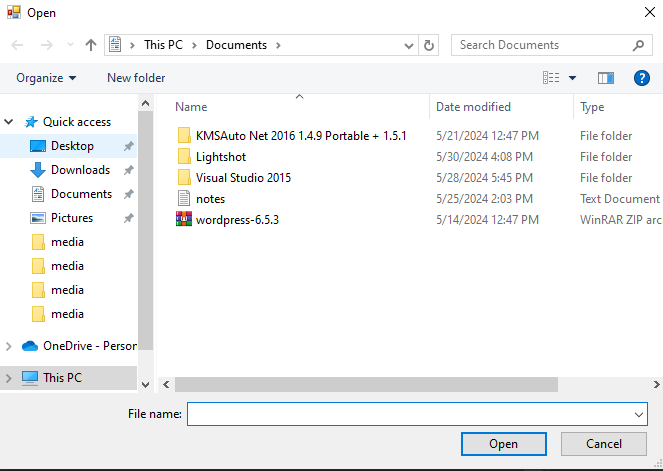 Open
This PC > Documents >
Search Documents
Organize
New folder
Name Date modified Type
Quick access
Desktop
Downloads
Documents
Pictures
media
media
media
media
OneDrive - Person
This PC
KMSAuto Net 2016 1.4.9 Portable + 1.5.1 5/21/2024 12:47 PM File folder
Lightshot 5/30/2024 4:08 PM File folder
Visual Studio 2015 5/28/2024 5:45 PM File folder
notes 5/25/2024 2:03 PM Text Document
wordpress-6.5.3 5/14/2024 12:47 PM WinRAR ZIP arc
File name:
Open Cancel